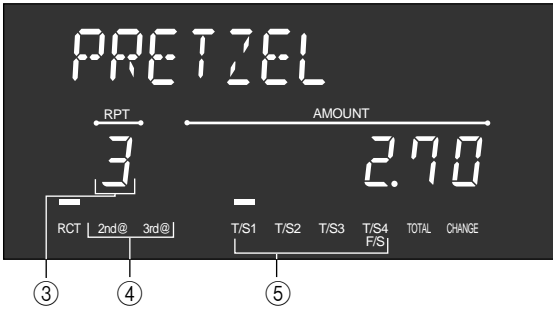 PRETZEL
RPT AMOUNT
3 2.70
RCT 2nd@ 3rd@ T/S1 T/S2 T/S3 T/S4 TOTAL CHANGE
F/S
③ ④ ⑤